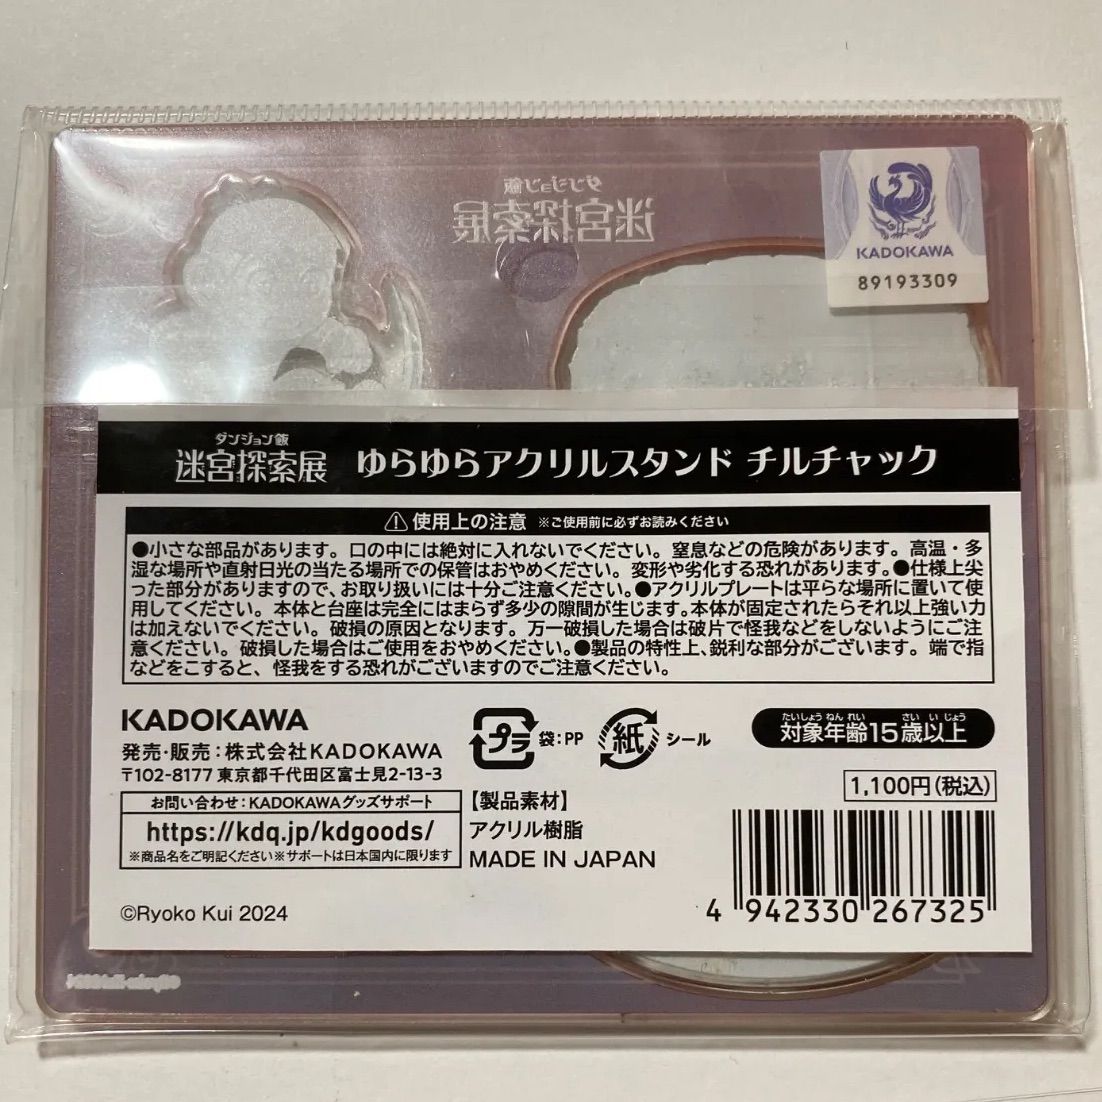 ダンジョン飯
迷宮探索展
KADOKAWA
89193309
ダンジョン飯
迷宮探索展 ゆらゆらアクリルスタンド チルチャック
⚠使用上の注意 ※ご使用前に必ずお読みください
●小さな部品があります。口の中には絶対に入れないでください。窒息などの危険があります。高温・多
湿な場所や直射日光の当たる場所での保管はおやめください。変形や劣化する恐れがあります。●仕様上尖
った部分がありますので、お取り扱いには十分ご注意ください。●アクリルプレートは平らな場所に置いて使
用してください。本体と台座は完全にはまらず多少の隙間が生じます。本体が固定されたらそれ以上強い力
は加えないでください。破損の原因となります。万一破損した場合は破片で怪我などをしないようにご注
意ください。破損した場合はご使用をおやめください。●製品の特性上、鋭利な部分がございます。端で指
などをこすると、怪我をする恐れがございますのでご注意ください。
KADOKAWA
発売・販売：株式会社KADOKAWA
〒102-8177 東京都千代田区富士見2-13-3
お問い合わせ：KADOKAWAグッズサポート
https://kdq.jp/kdgoods/
※商品名をご明記ください※サポートは日本国内に限ります
©Ryoko Kui 2024
プラ 袋：PP 紙 シール
【製品素材】
アクリル樹脂
MADE IN JAPAN
たいしょうねんれい さいいじょう
対象年齢15歳以上
1,100円（税込）
4 942330 267325